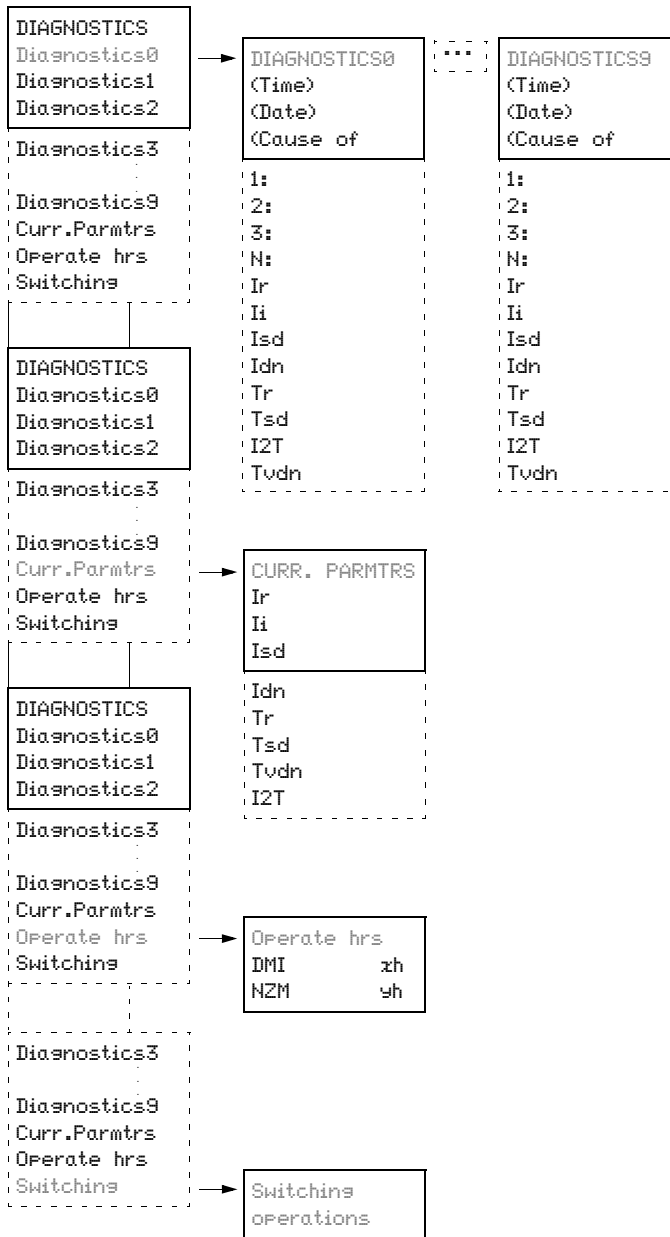 DIAGNOSTICS
Diagnostics0
Diagnostics1
Diagnostics2
Diagnostics3
Diagnostics9
Curr.Parmtrs
Operate hrs
Switching
DIAGNOSTICS0
(Time)
(Date)
(Cause of
1:
2:
3:
N:
Ir
Ii
Isd
Idn
Tr
Tsd
I2T
Tvdn
...
DIAGNOSTICS9
(Time)
(Date)
(Cause of
1:
2:
3:
N:
Ir
Ii
Isd
Idn
Tr
Tsd
I2T
Tvdn
DIAGNOSTICS
Diagnostics0
Diagnostics1
Diagnostics2
Diagnostics3
Diagnostics9
Curr.Parmtrs
Operate hrs
Switching
CURR. PARMTRS
Ir
Ii
Isd
Idn
Tr
Tsd
Tvdn
I2T
DIAGNOSTICS
Diagnostics0
Diagnostics1
Diagnostics2
Diagnostics3
Diagnostics9
Curr.Parmtrs
Operate hrs
Switching
Operate hrs
DMI xh
NZM yh
Diagnostics3
Diagnostics9
Curr.Parmtrs
Operate hrs
Switching
Switching
operations